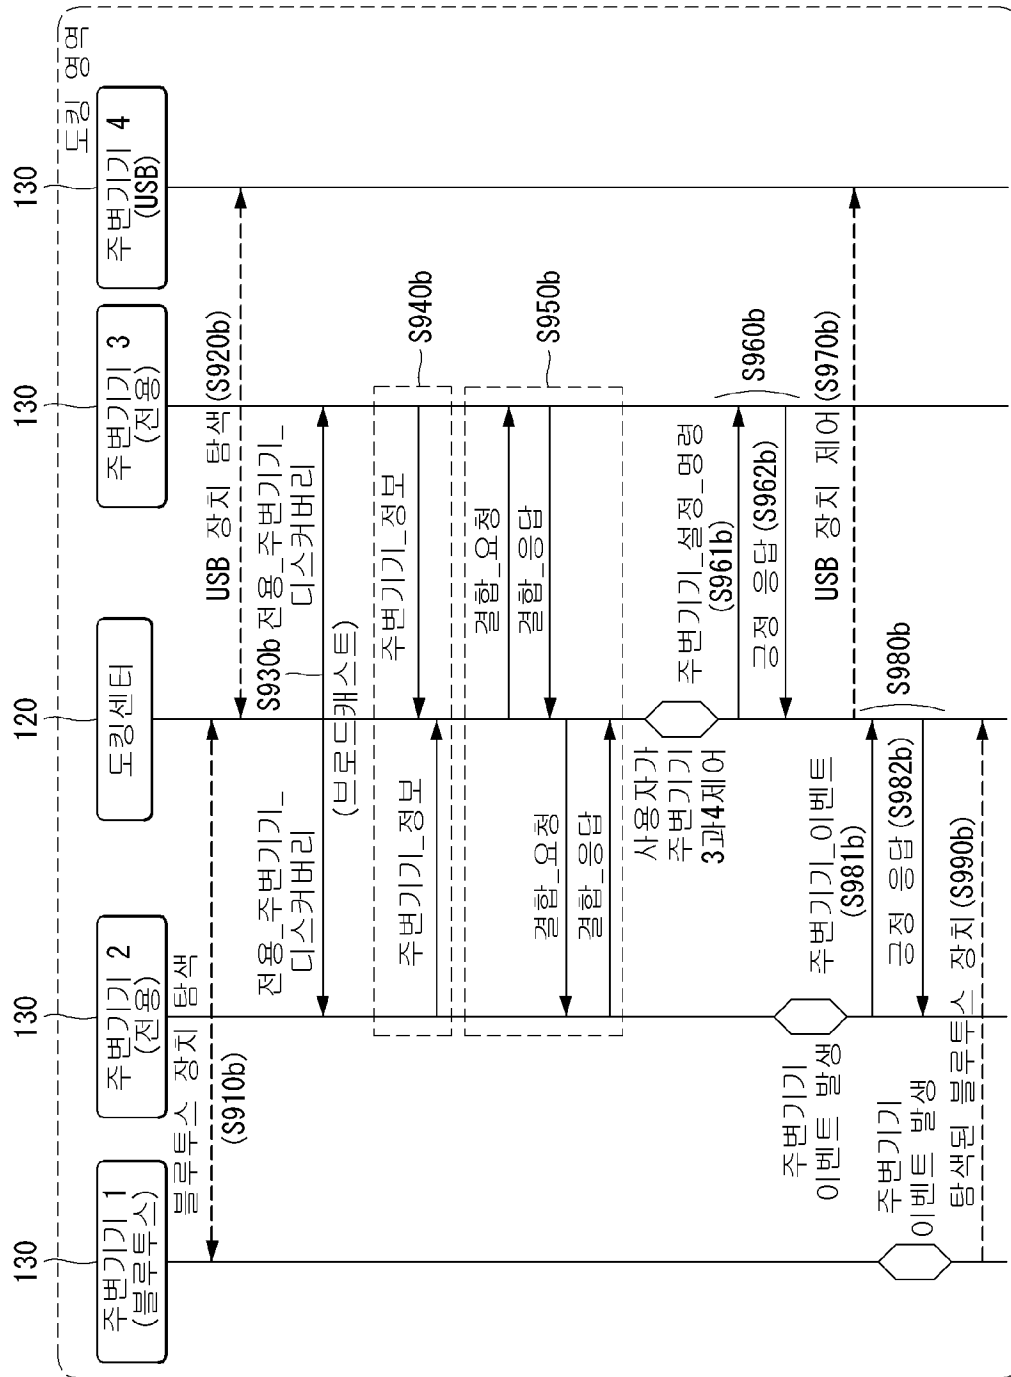 도킹 영역
130
130
120
130
130
주변기기 1
(블루투스)
주변기기 2
(전용)
도킹센터
주변기기 3
(전용)
주변기기 4
(USB)
블루투스 장치 탐색
(S910b)
USB 장치 탐색(S920b)
S930b
전용_주변기기_
디스커버리
전용_주변기기_
디스커버리
(브로드캐스트)
주변기기_정보
주변기기_정보
S940b
결합_요청
결합_응답
결합_요청
결합_응답
S950b
사용자가
주변기기
3과4제어
주변기기_설정_명령
(S961b)
긍정 응답(S962b)
S960b
주변기기
이벤트 발생
USB 장치 제어(S970b)
주변기기_이벤트
(S981b)
긍정 응답(S982b)
S980b
주변기기
이벤트 발생
탐색된 블루투스 장치(S990b)